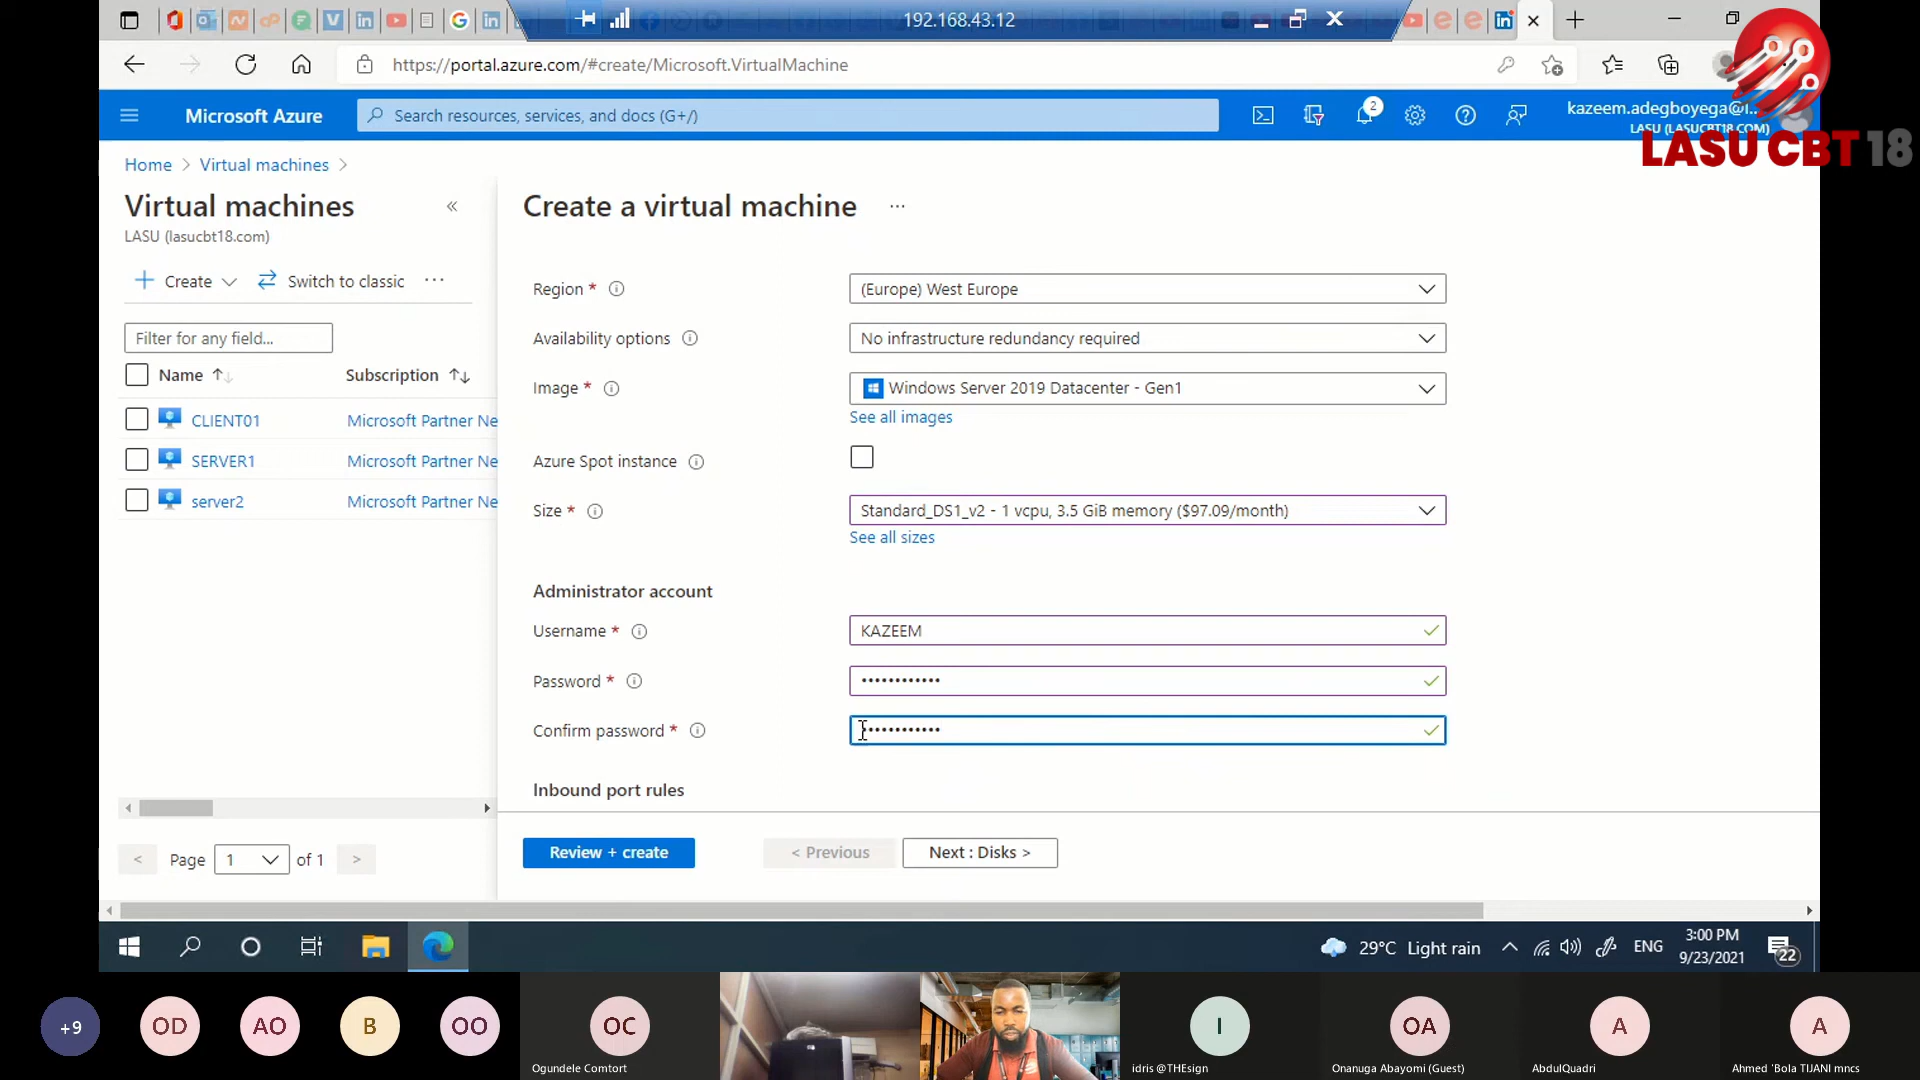 192.168.43.12
https://portal.azure.com/#create/Microsoft.VirtualMachine
Microsoft Azure
Search resources, services, and docs (G+/)
2
kazeem.adegboyega@l...
LASU (LASUCBT18.COM)
LASU CBT 18
Home > Virtual machines >
Virtual machines
LASU (lasucbt18.com)
Create
Switch to classic
Filter for any field...
Name
Subscription
CLIENT01
Microsoft Partner Ne
SERVER1
Microsoft Partner Ne
server2
Microsoft Partner Ne
< Page 1 of 1 >
Create a virtual machine
Region *
(Europe) West Europe
Availability options
No infrastructure redundancy required
Image *
Windows Server 2019 Datacenter - Gen1
See all images
Azure Spot instance
Size *
Standard_DS1_v2 - 1 vcpu, 3.5 GiB memory ($97.09/month)
See all sizes
Administrator account
Username *
KAZEEM
Password *
••••••••••••
Confirm password *
••••••••••••
Inbound port rules
Review + create
< Previous
Next : Disks >
29°C Light rain
ENG
3:00 PM
9/23/2021
22
+9
OD
AO
B
OO
OC
Ogundele Comtort
I
idris @THEsign
OA
Onanuga Abayomi (Guest)
A
AbdulQuadri
A
Ahmed 'Bola TIJANI mncs